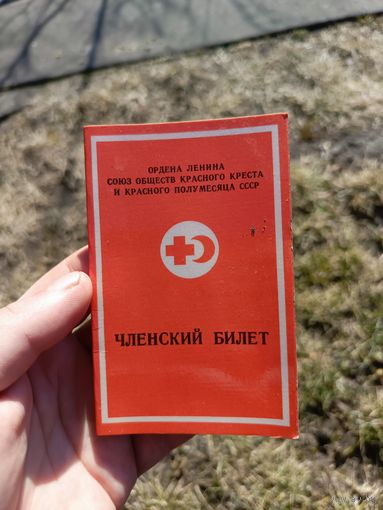 ОРДЕНА ЛЕНИНА
СОЮЗ ОБЩЕСТВ КРАСНОГО КРЕСТА
И КРАСНОГО ПОЛУМЕСЯЦА СССР
ЧЛЕНСКИЙ БИЛЕТ